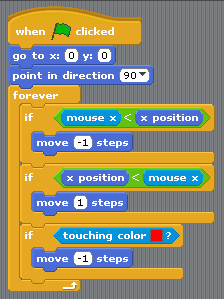 when clicked
go to x: 0 y: 0
point in direction 90
forever
if mouse x < x position
move -1 steps
if x position < mouse x
move 1 steps
if touching color ?
move -1 steps